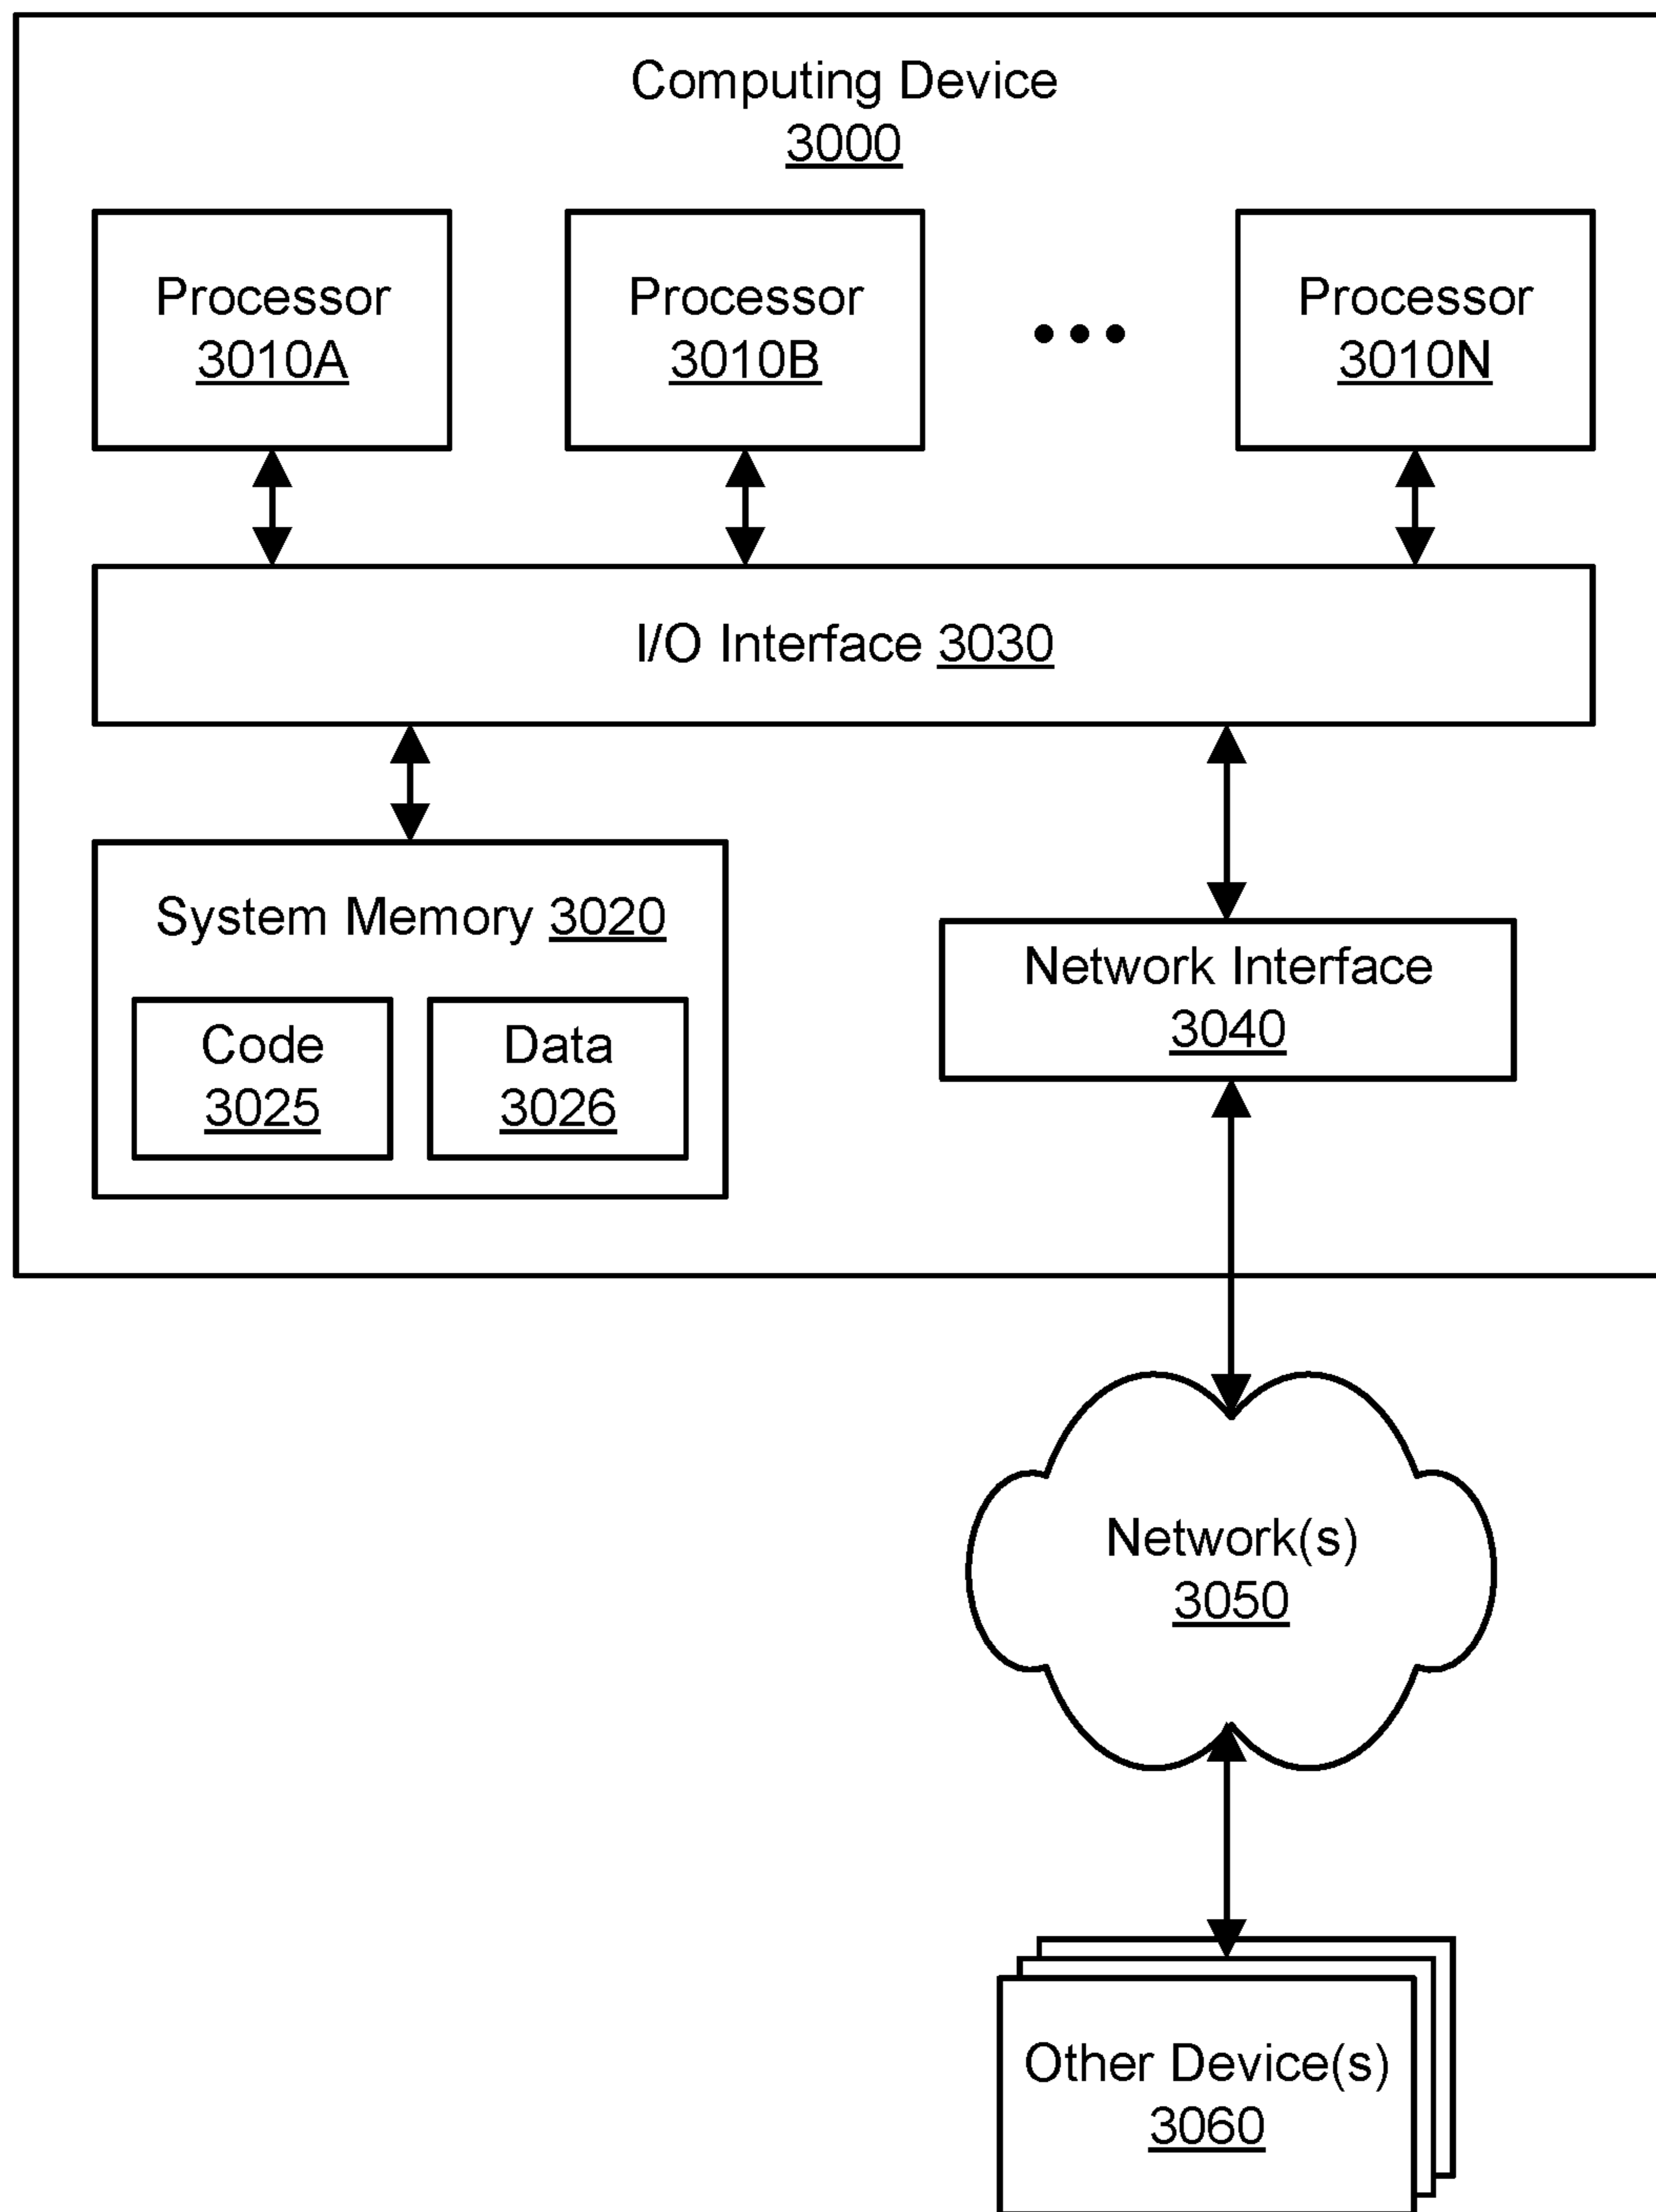 Computing Device
3000
Processor
3010A
Processor
3010B
Processor
3010N
I/O Interface 3030
System Memory 3020
Code
3025
Data
3026
Network Interface
3040
Network(s)
3050
Other Device(s)
3060